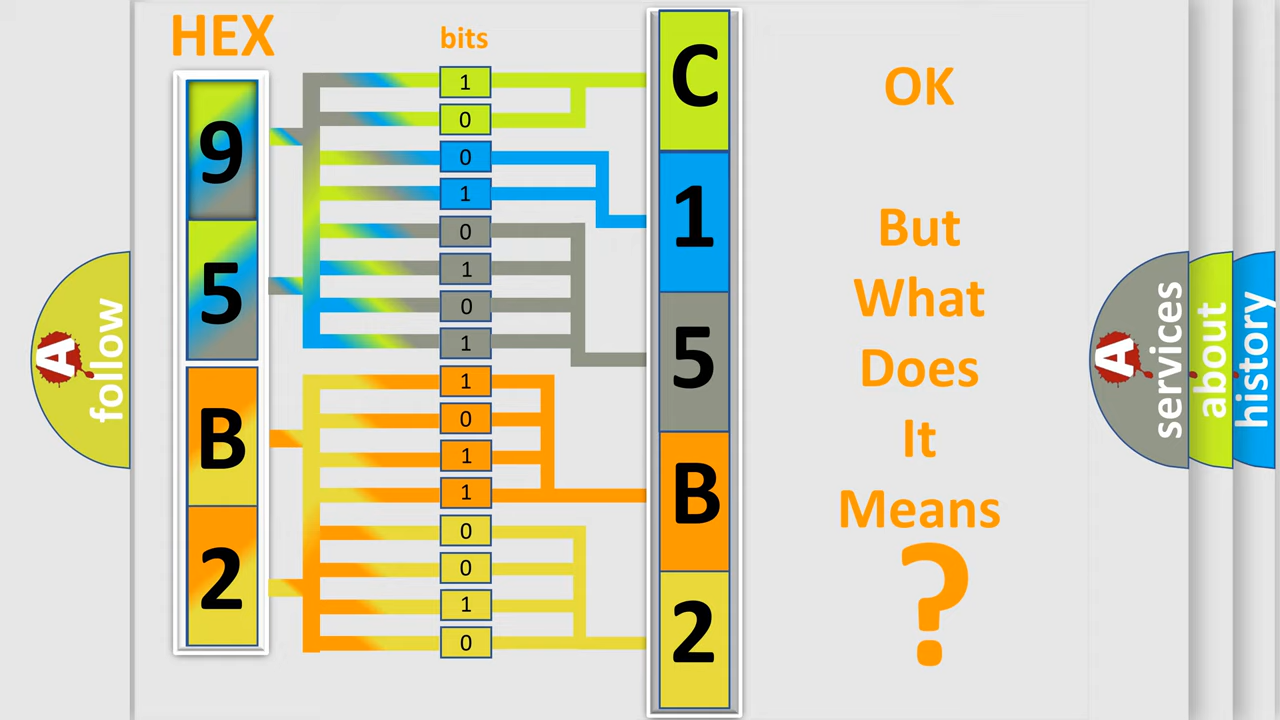 HEX
bits
9
5
B
2
1
0
0
1
0
1
0
1
1
0
1
1
0
0
1
0
C
1
5
B
2
OK
But
What
Does
It
Means
?
A
follow
A
services
about
history